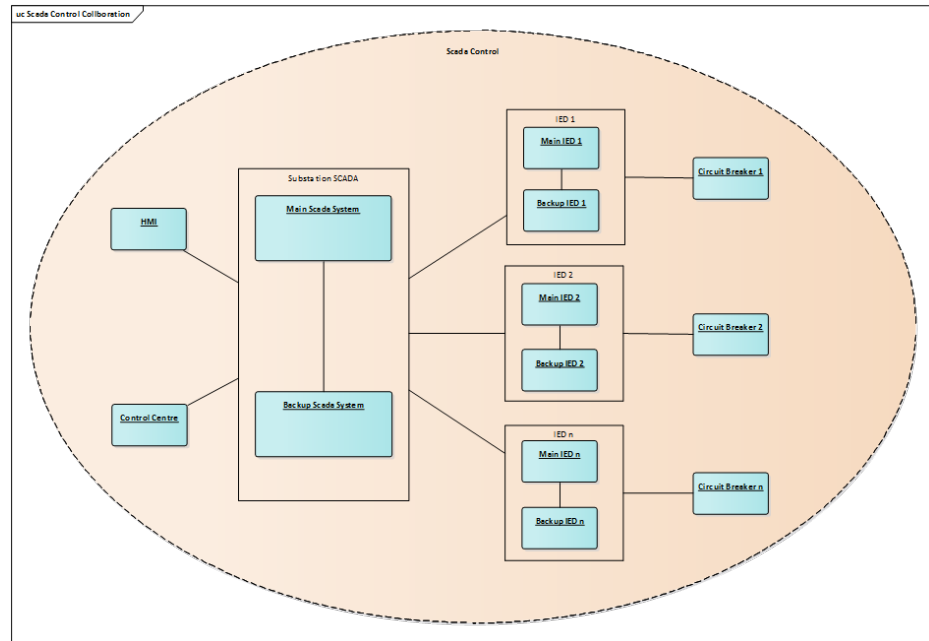 uc Scada Control Collboration
Scada Control
IED 1
Main IED 1
Backup IED 1
Circuit Breaker 1
Substation SCADA
Main Scada System
HMI
IED 2
Main IED 2
Backup IED 2
Circuit Breaker 2
Backup Scada System
Control Centre
IED n
Main IED n
Backup IED n
Circuit Breaker n